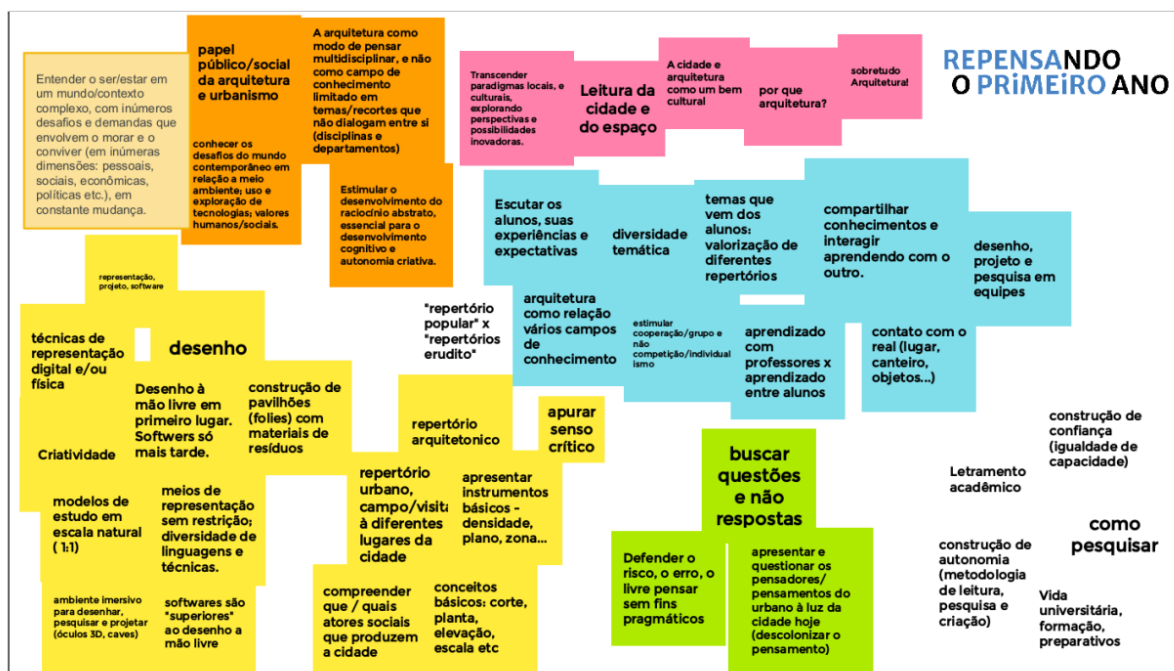 REPENSANDO
O PRiMEiRO ANO
Entender o ser/estar em
um mundo/contexto
complexo, com inúmeros
desafios e demandas que
envolvem o morar e o
conviver (em inúmeras
dimensões: pessoais,
sociais, econômicas,
políticas etc.), em
constante mudança.
papel
público/social
da arquitetura
e urbanismo
A arquitetura como
modo de pensar
multidisciplinar, e não
como campo de
conhecimento
limitado em
temas/recortes que
não dialogam entre si
(disciplinas e
departamentos)
conhecer os
desafios do mundo
contemporâneo em
relação a meio
ambiente; uso e
exploração de
tecnologias; valores
humanos/sociais.
Estimular o
desenvolvimento do
raciocínio abstrato,
essencial para o
desenvolvimento
cognitivo e
autonomia criativa.
Transcender
paradigmas locais, e
culturais,
explorando
perspectivas e
possibilidades
inovadoras.
Leitura da
cidade e
do espaço
A cidade e
arquitetura
como um bem
cultural
por que
arquitetura?
sobretudo
Arquitetura!
Escutar os
alunos, suas
experiências e
expectativas
diversidade
temática
temas que
vem dos
alunos:
valorização de
diferentes
repertórios
compartilhar
conhecimentos e
interagir
aprendendo com o
outro.
desenho,
projeto e
pesquisa em
equipes
arquitetura
como relação
vários campos
de
conhecimento
estimular
cooperação/grupo e
não
competição/individual
ismo
aprendizado
com
professores x
aprendizado
entre alunos
contato com o
real (lugar,
canteiro,
objetos...)
representação,
projeto, software
técnicas de
representação
digital e/ou
física
desenho
Desenho à
mão livre em
primeiro lugar.
Softwers só
mais tarde.
construção de
pavilhões
(folies) com
materiais de
resíduos
Criatividade
modelos de
estudo em
escala natural
( 1:1)
meios de
representação
sem restrição;
diversidade de
linguagens e
técnicas.
ambiente imersivo
para desenhar,
pesquisar e projetar
(óculos 3D, caves)
softwares são
"superiores"
ao desenho a
mão livre
"repertório
popular" x
"repertórios
erudito"
repertório
arquitetonico
apurar
senso
crítico
repertório
urbano,
campo/visita
à diferentes
lugares da
cidade
apresentar
instrumentos
básicos -
densidade,
plano, zona...
compreender
que / quais
atores sociais
que produzem
a cidade
conceitos
básicos: corte,
planta,
elevação,
escala etc
buscar
questões
e não
respostas
Defender o
risco, o erro, o
livre pensar
sem fins
pragmáticos
apresentar e
questionar os
pensadores/
pensamentos do
urbano à luz da
cidade hoje
(descolonizar o
pensamento)
construção de
confiança
(igualdade de
capacidade)
Letramento
acadêmico
como
pesquisar
construção de
autonomia
(metodologia
de leitura,
pesquisa e
criação)
Vida
universitária,
formação,
preparativos